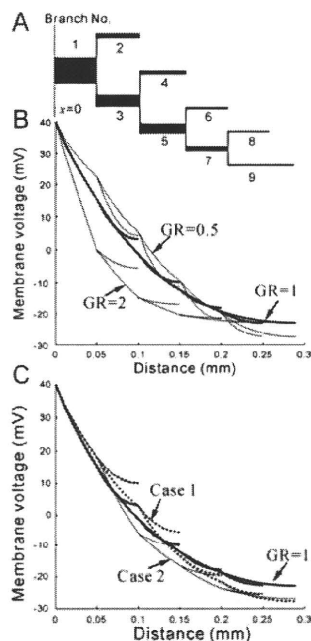 A
Branch No.
1
2
4
3
6
5
8
7
9
x=0
B
40
30
20
10
0
-10
-20
-30
Membrane voltage (mV)
GR=0.5
GR=1
GR=2
0
0.05
0.1
0.15
0.2
0.25
0.3
Distance (mm)
C
40
30
20
10
0
-10
-20
-30
Membrane voltage (mV)
Case 1
Case 2
GR=1
0
0.05
0.1
0.15
0.2
0.25
0.3
Distance (mm)